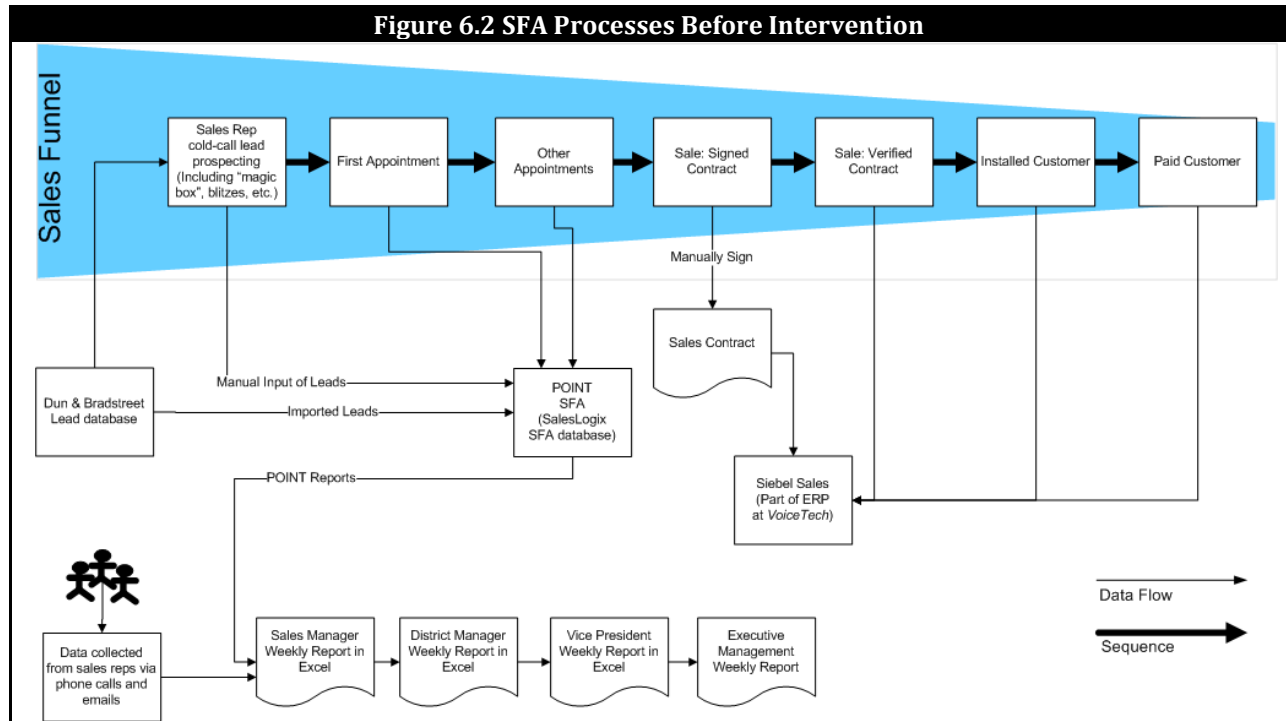 Figure 6.2 SFA Processes Before Intervention
Sales Funnel
Sales Rep
cold-call lead
prospecting
(Including “magic
box”, blitzes, etc.)
First Appointment
Other
Appointments
Sale: Signed
Contract
Sale: Verified
Contract
Installed Customer
Paid Customer
Manually Sign
Sales Contract
Dun & Bradstreet
Lead database
Manual Input of Leads
Imported Leads
POINT
SFA
(SalesLogix
SFA database)
POINT Reports
Siebel Sales
(Part of ERP
at VoiceTech)
Data Flow
Sequence
Data collected
from sales reps via
phone calls and
emails
Sales Manager
Weekly Report in
Excel
District Manager
Weekly Report in
Excel
Vice President
Weekly Report in
Excel
Executive
Management
Weekly Report